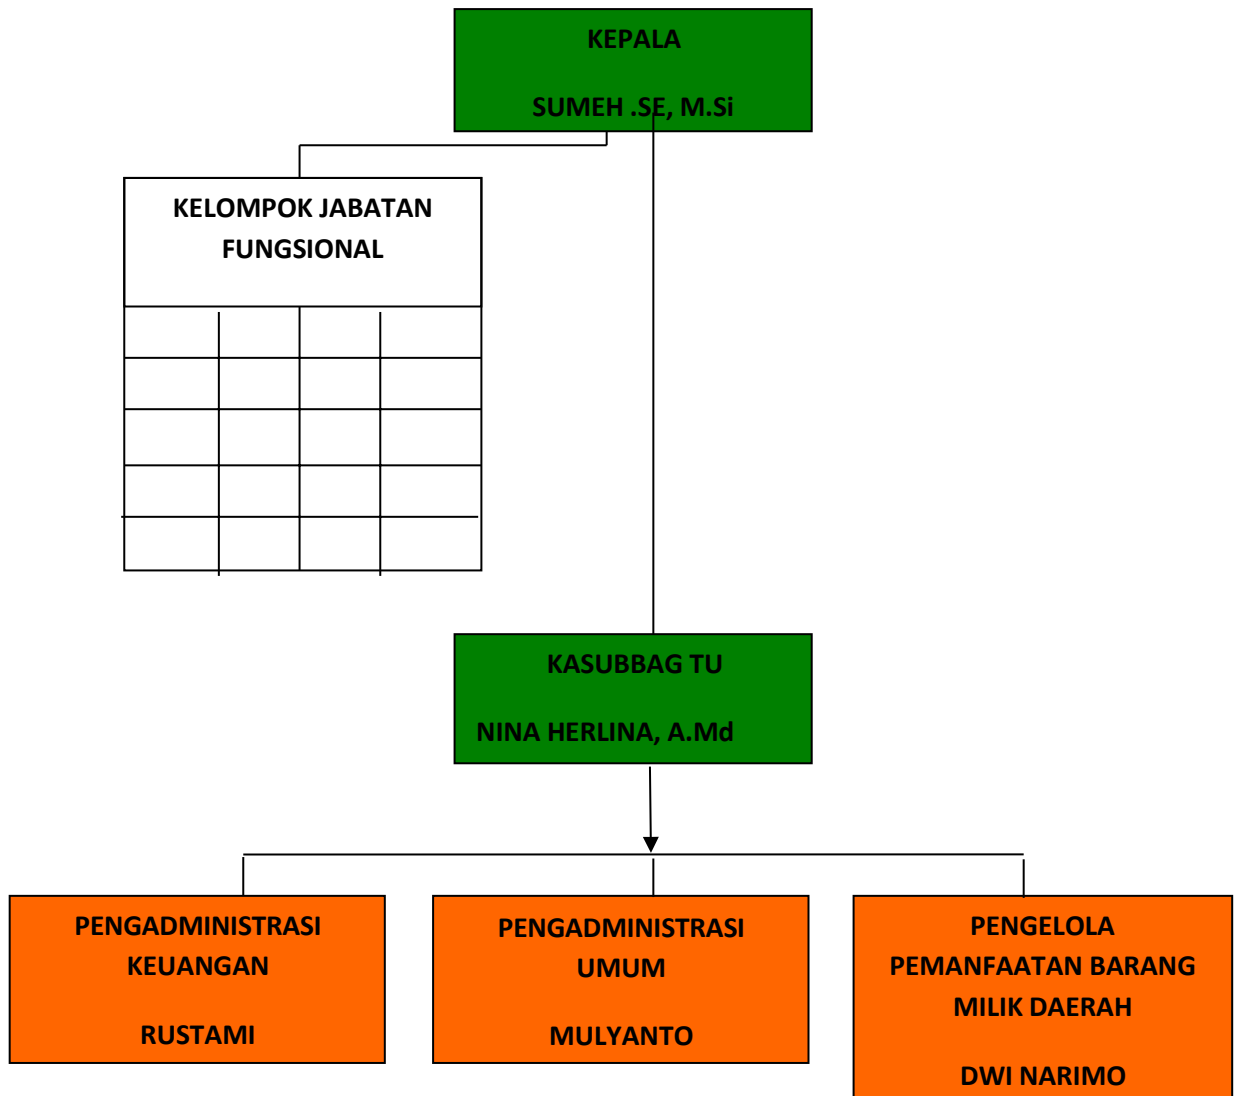 KEPALA
SUMEH .SE, M.Si
KELOMPOK JABATAN
FUNGSIONAL
KASUBBAG TU
NINA HERLINA, A.Md
PENGADMINISTRASI
KEUANGAN
RUSTAMI
PENGADMINISTRASI
UMUM
MULYANTO
PENGELOLA
PEMANFAATAN BARANG
MILIK DAERAH
DWI NARIMO